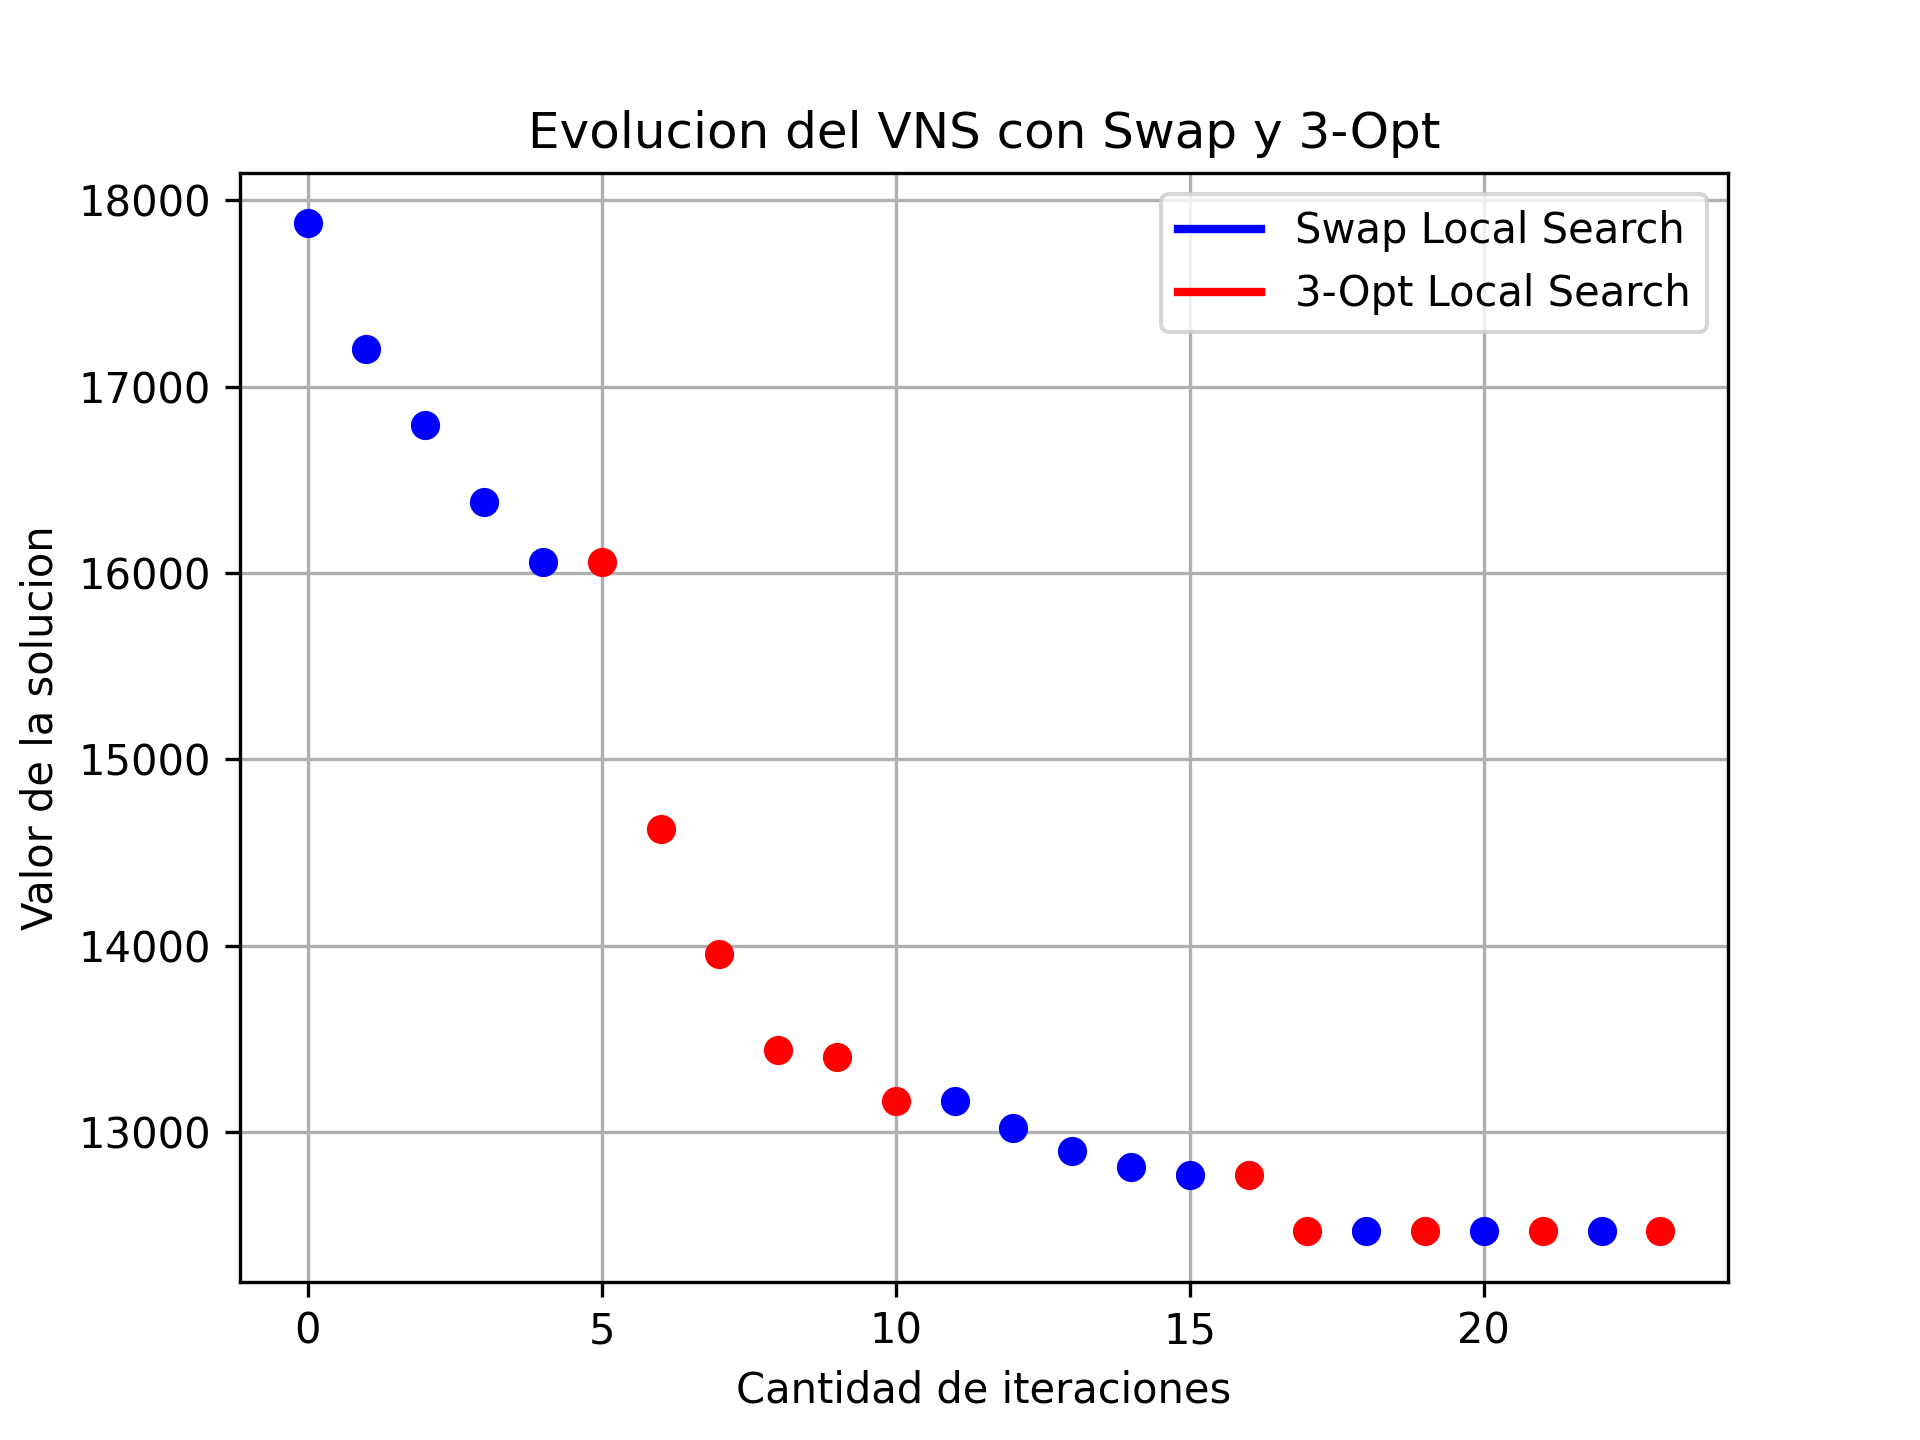 Evolucion del VNS con Swap y 3-Opt
Swap Local Search
3-Opt Local Search
18000
17000
16000
15000
14000
13000
Valor de la solucion
0 5 10 15 20
Cantidad de iteraciones